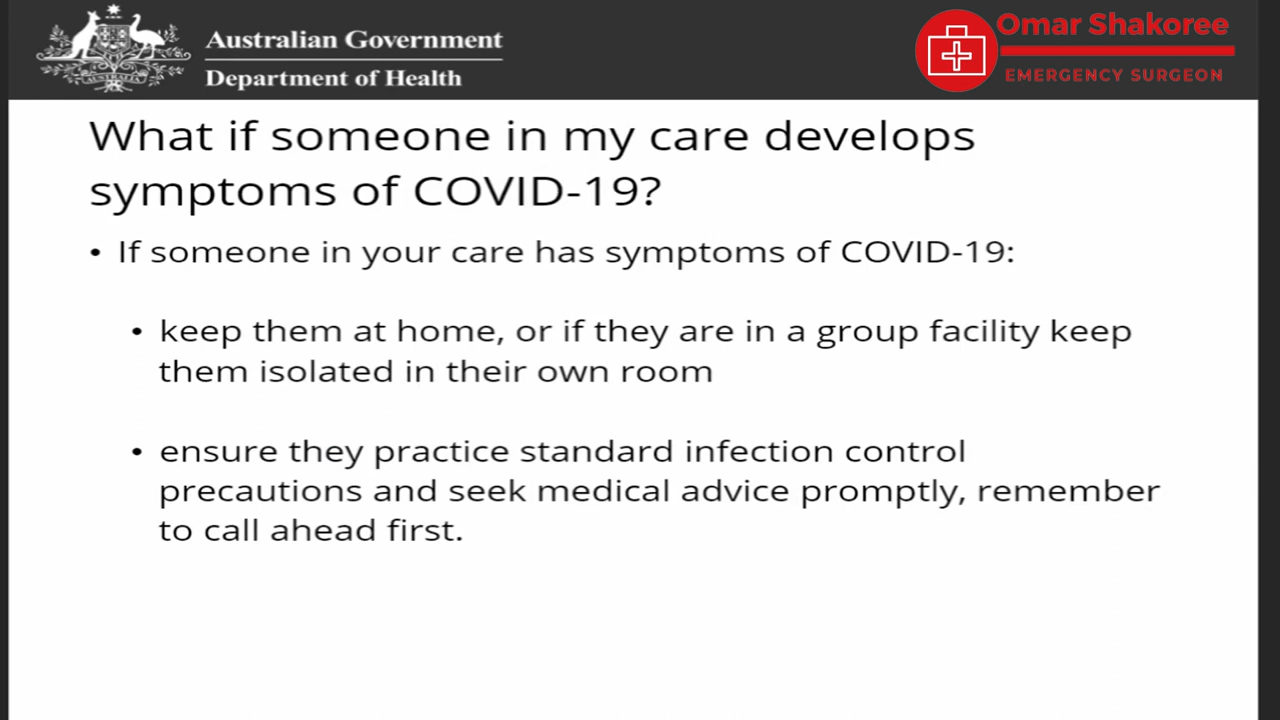 Australian Government
Department of Health
Omar Shakoree
EMERGENCY SURGEON
What if someone in my care develops
symptoms of COVID-19?
• If someone in your care has symptoms of COVID-19:
• keep them at home, or if they are in a group facility keep
them isolated in their own room
• ensure they practice standard infection control
precautions and seek medical advice promptly, remember
to call ahead first.